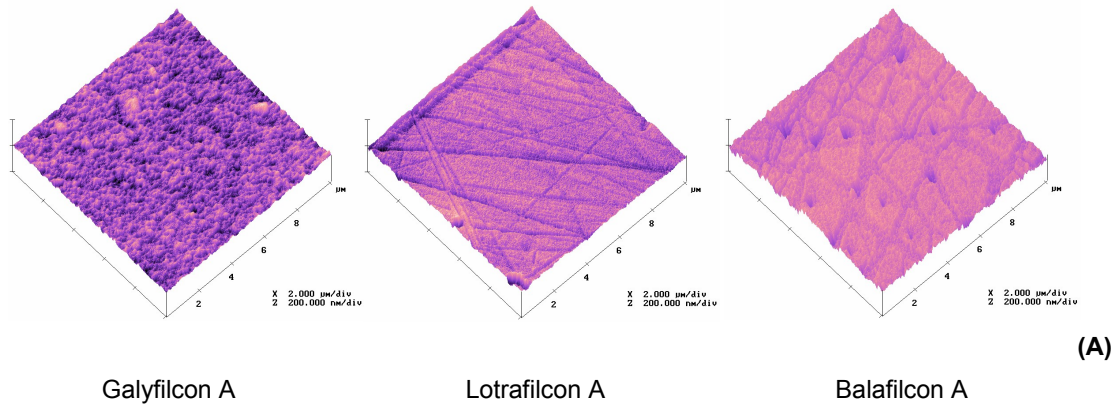 µm
8
6
4
2
X 2.000 µm/div
Z 200.000 nm/div
µm
8
6
4
2
X 2.000 µm/div
Z 200.000 nm/div
µm
8
6
4
2
X 2.000 µm/div
Z 200.000 nm/div
(A)
Galyfilcon A
Lotrafilcon A
Balafilcon A